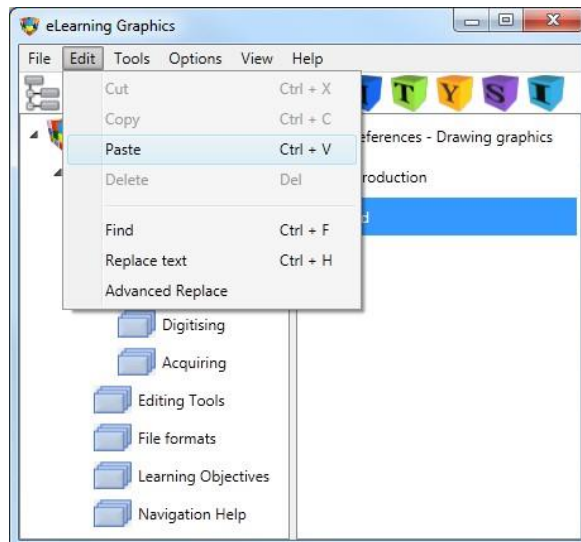 eLearning Graphics
File Edit Tools Options View Help
T Y S I
Cut Ctrl + X
Copy Ctrl + C
Paste Ctrl + V
Delete Del
Find Ctrl + F
Replace text Ctrl + H
Advanced Replace
eferences - Drawing graphics
roduction
d
Digitising
Acquiring
Editing Tools
File formats
Learning Objectives
Navigation Help